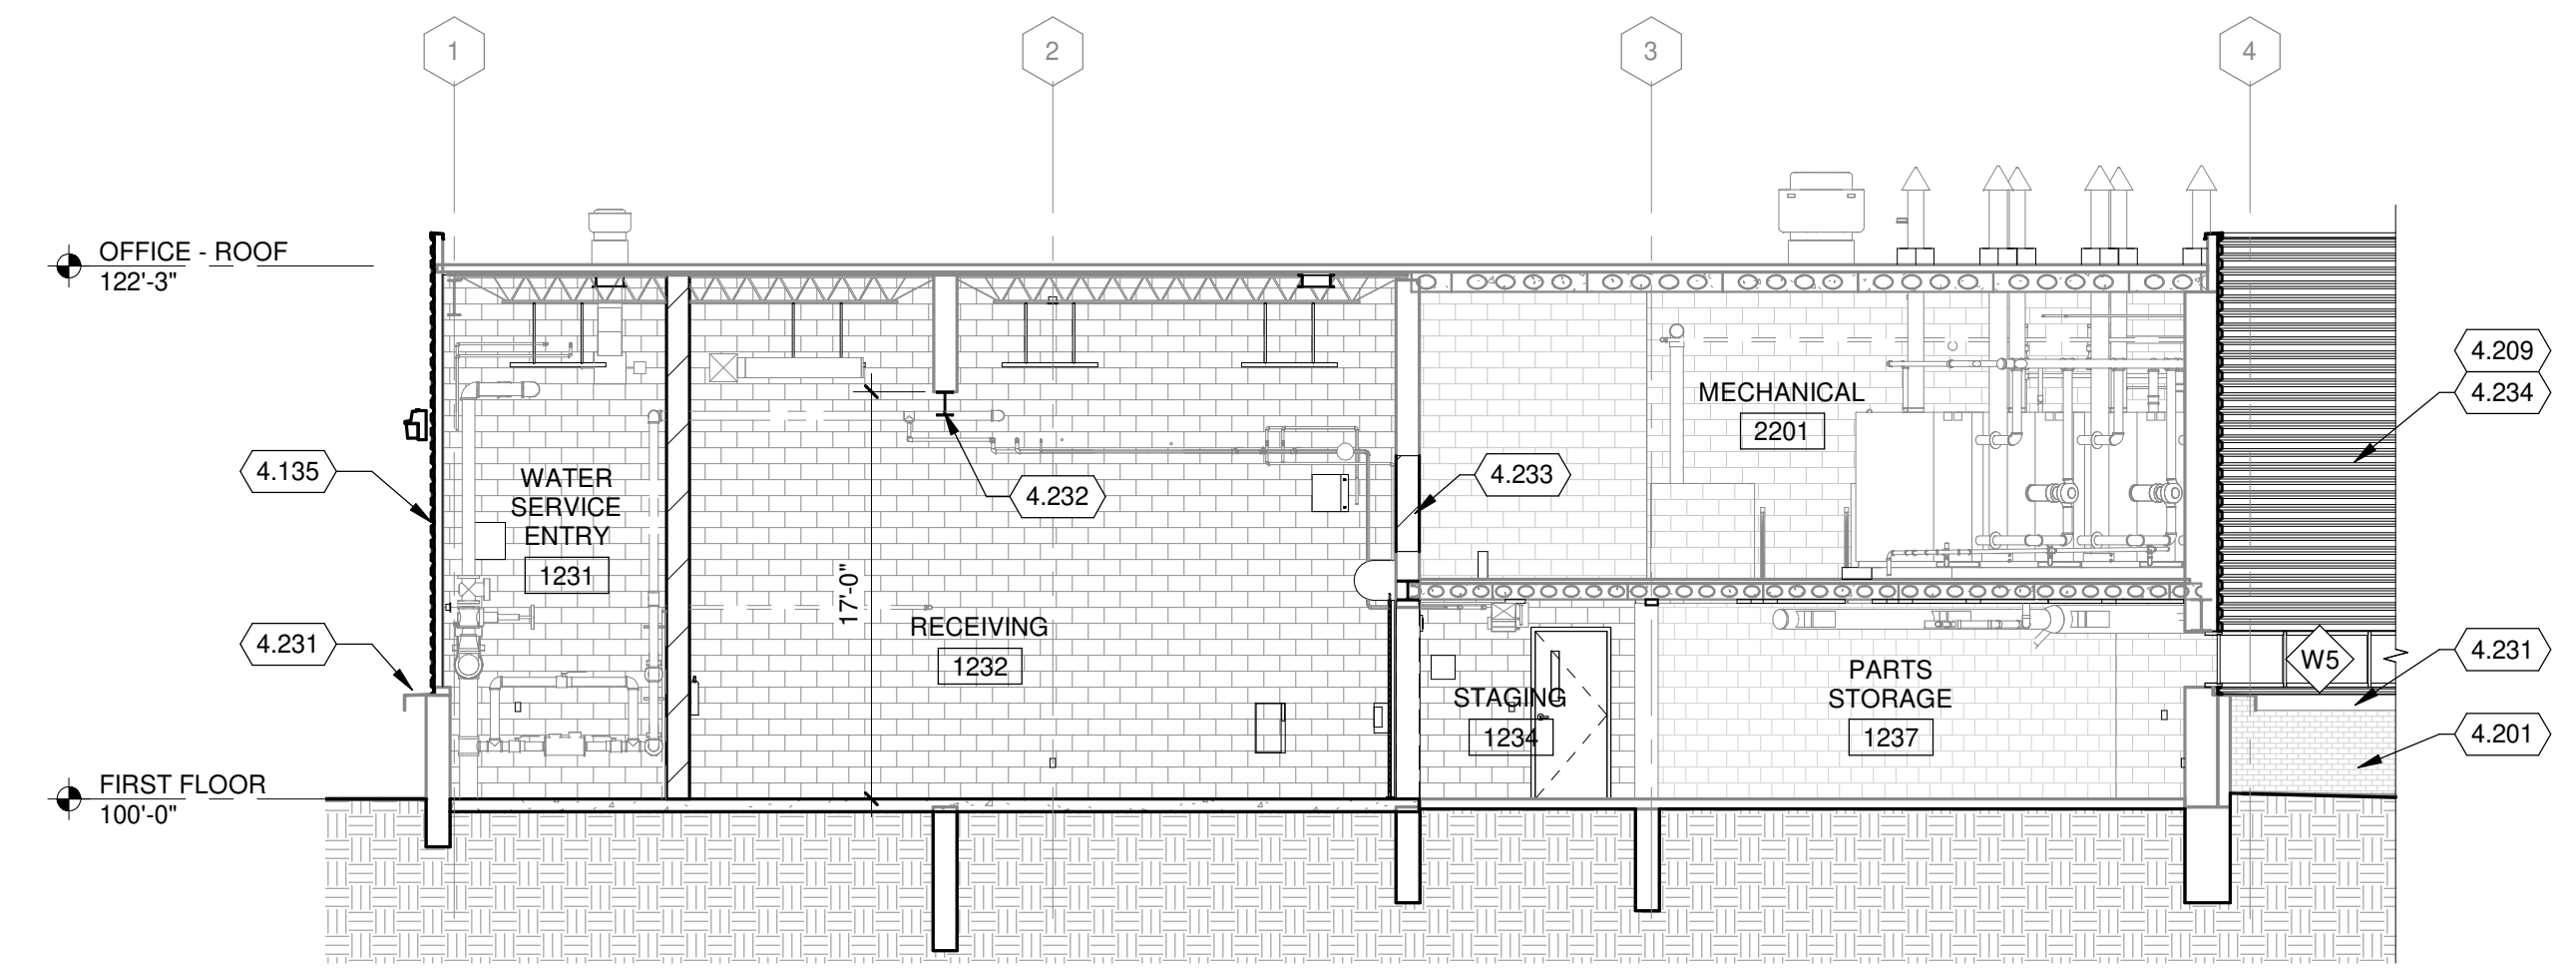 1
2
3
4
OFFICE - ROOF
122'-3"
4.209
4.234
MECHANICAL
2201
4.135
WATER
SERVICE
ENTRY
1231
4.232
4.233
17'-0"
RECEIVING
1232
4.231
STAGING
1234
PARTS
STORAGE
1237
W5
4.231
4.201
FIRST FLOOR
100'-0"